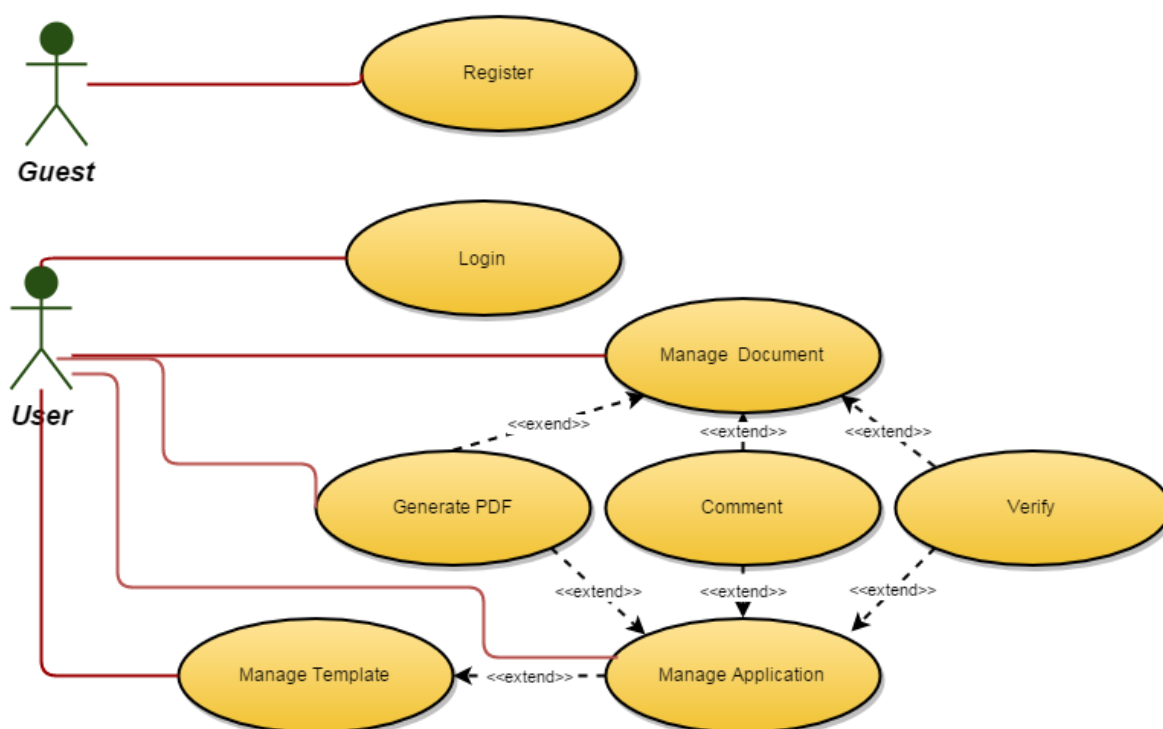 Register
Guest
Login
Manage Document
User
<<exend>>
<<extend>>
<<extend>>
Generate PDF
Comment
Verify
<<extend>>
<<extend>>
<<extend>>
Manage Template
<<extend>>
Manage Application